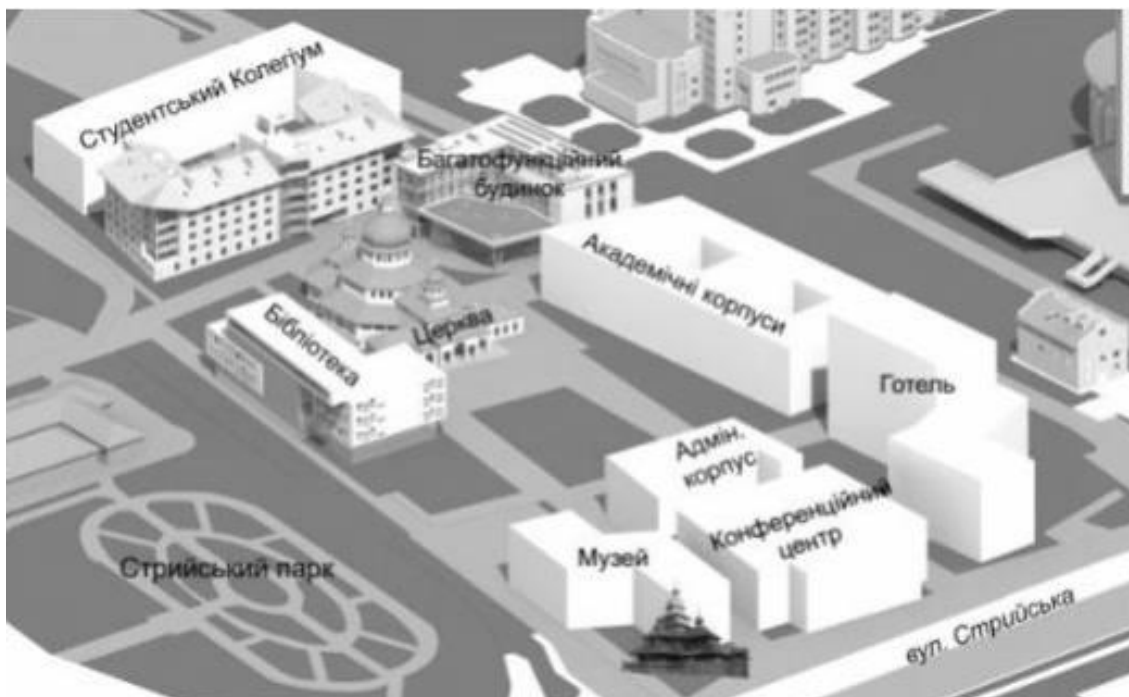 Студентський Колегіум
Багатофункційний
будинок
Академічні корпуси
Церква
Бібліотека
Готель
Адмін.
корпус
Конференційний
центр
Музей
Стрийський парк
вул. Стрийська